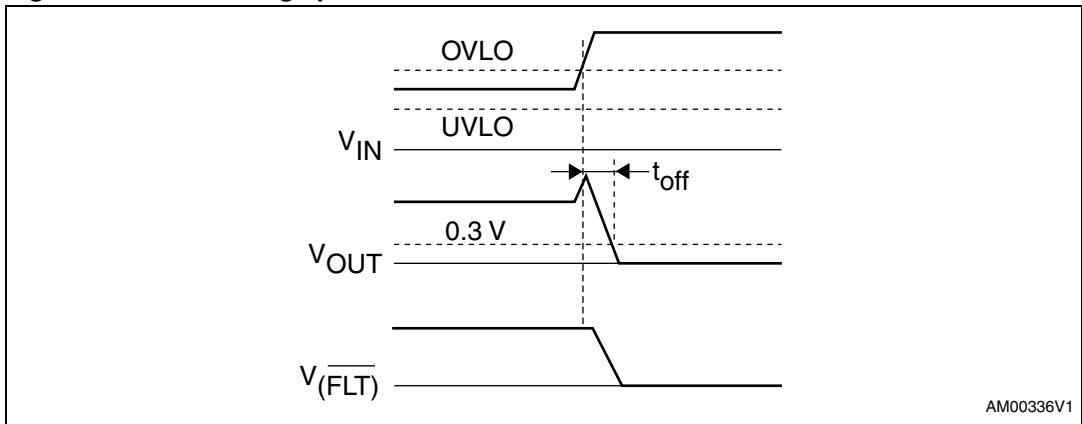 OVLO
UVLO
VIN
toff
0.3 V
VOUT
V(FLT)
AM00336V1